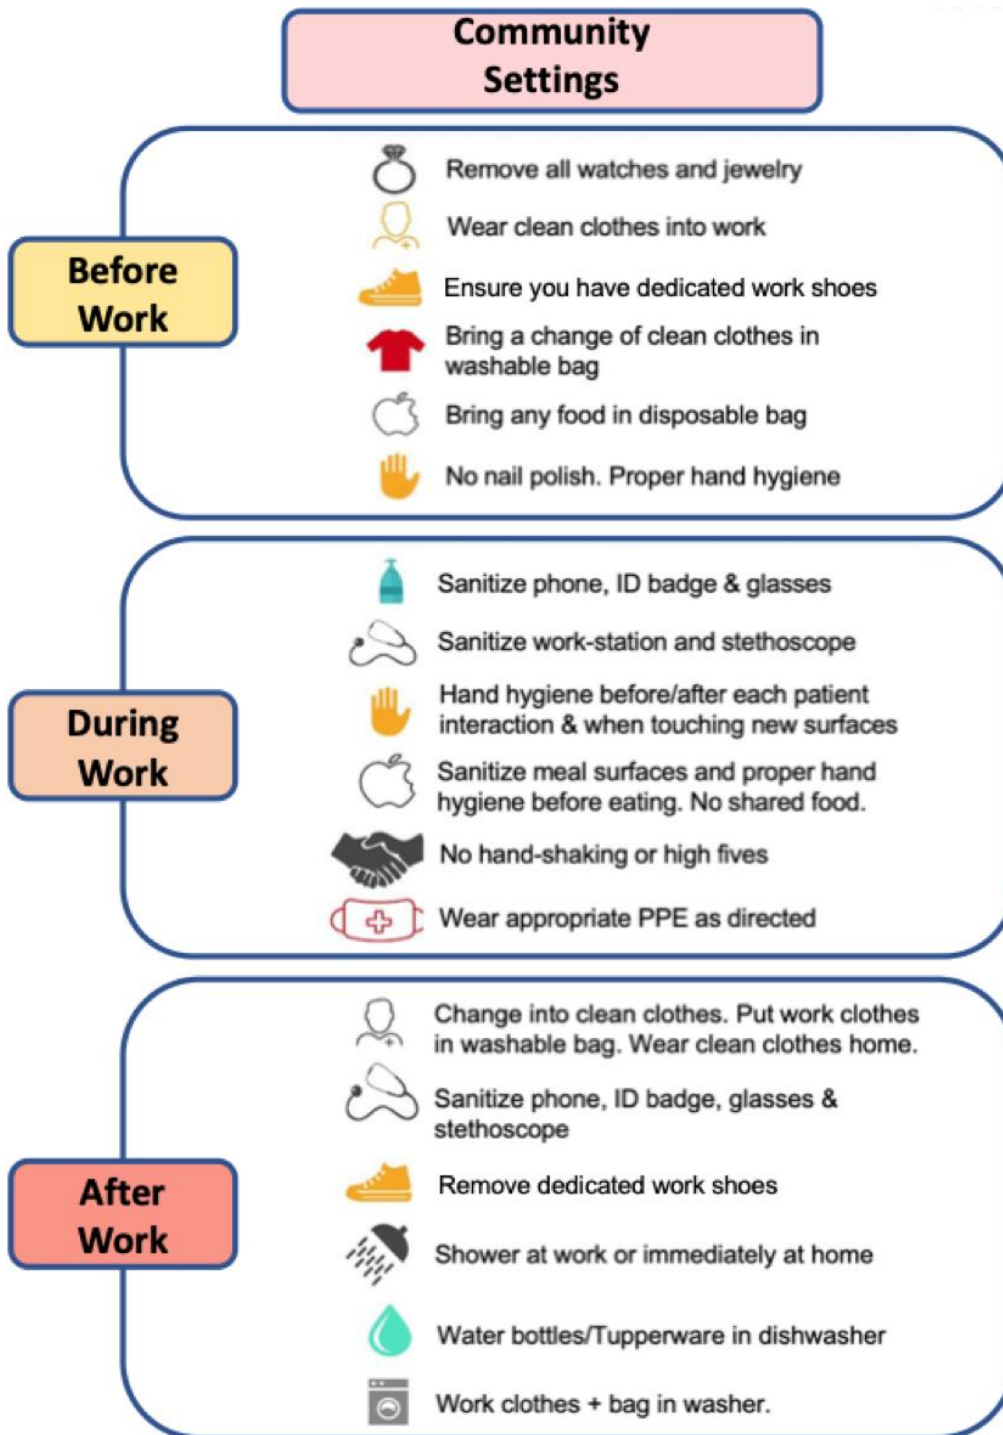 Community
Settings
Before
Work
Remove all watches and jewelry
Wear clean clothes into work
Ensure you have dedicated work shoes
Bring a change of clean clothes in
washable bag
Bring any food in disposable bag
No nail polish. Proper hand hygiene
During
Work
Sanitize phone, ID badge & glasses
Sanitize work-station and stethoscope
Hand hygiene before/after each patient
interaction & when touching new surfaces
Sanitize meal surfaces and proper hand
hygiene before eating. No shared food.
No hand-shaking or high fives
Wear appropriate PPE as directed
After
Work
Change into clean clothes. Put work clothes
in washable bag. Wear clean clothes home.
Sanitize phone, ID badge, glasses &
stethoscope
Remove dedicated work shoes
Shower at work or immediately at home
Water bottles/Tupperware in dishwasher
Work clothes + bag in washer.